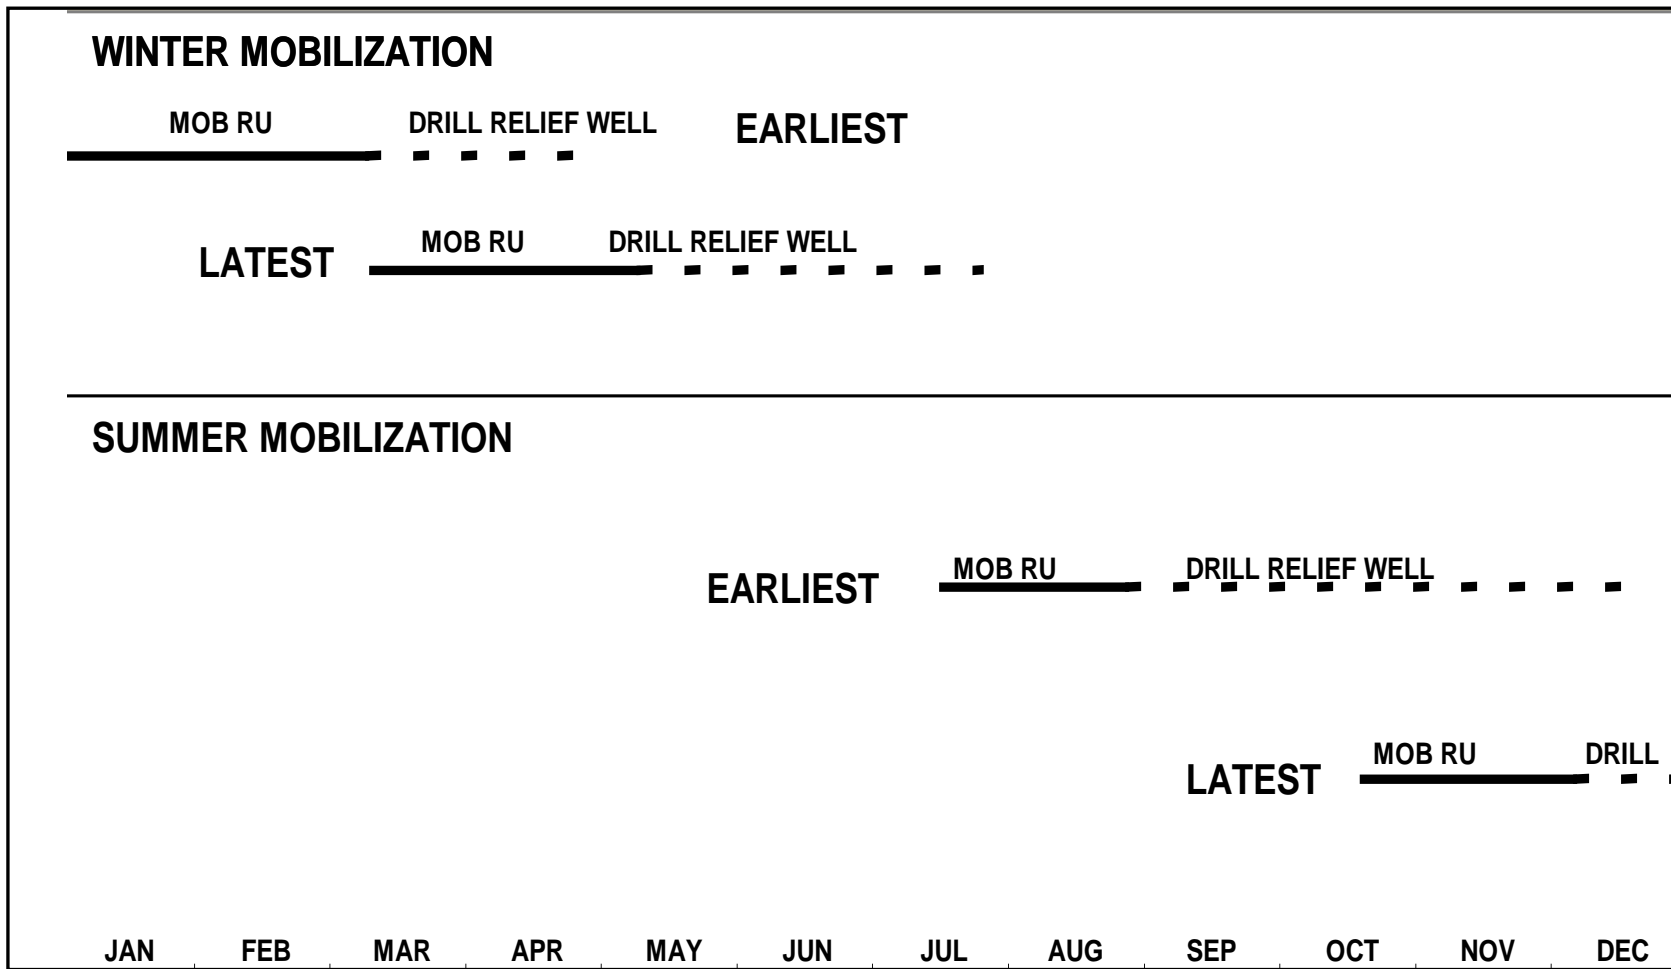 WINTER MOBILIZATION
MOB RU DRILL RELIEF WELL EARLIEST
LATEST MOB RU DRILL RELIEF WELL
SUMMER MOBILIZATION
EARLIEST MOB RU DRILL RELIEF WELL
LATEST MOB RU DRILL
JAN FEB MAR APR MAY JUN JUL AUG SEP OCT NOV DEC